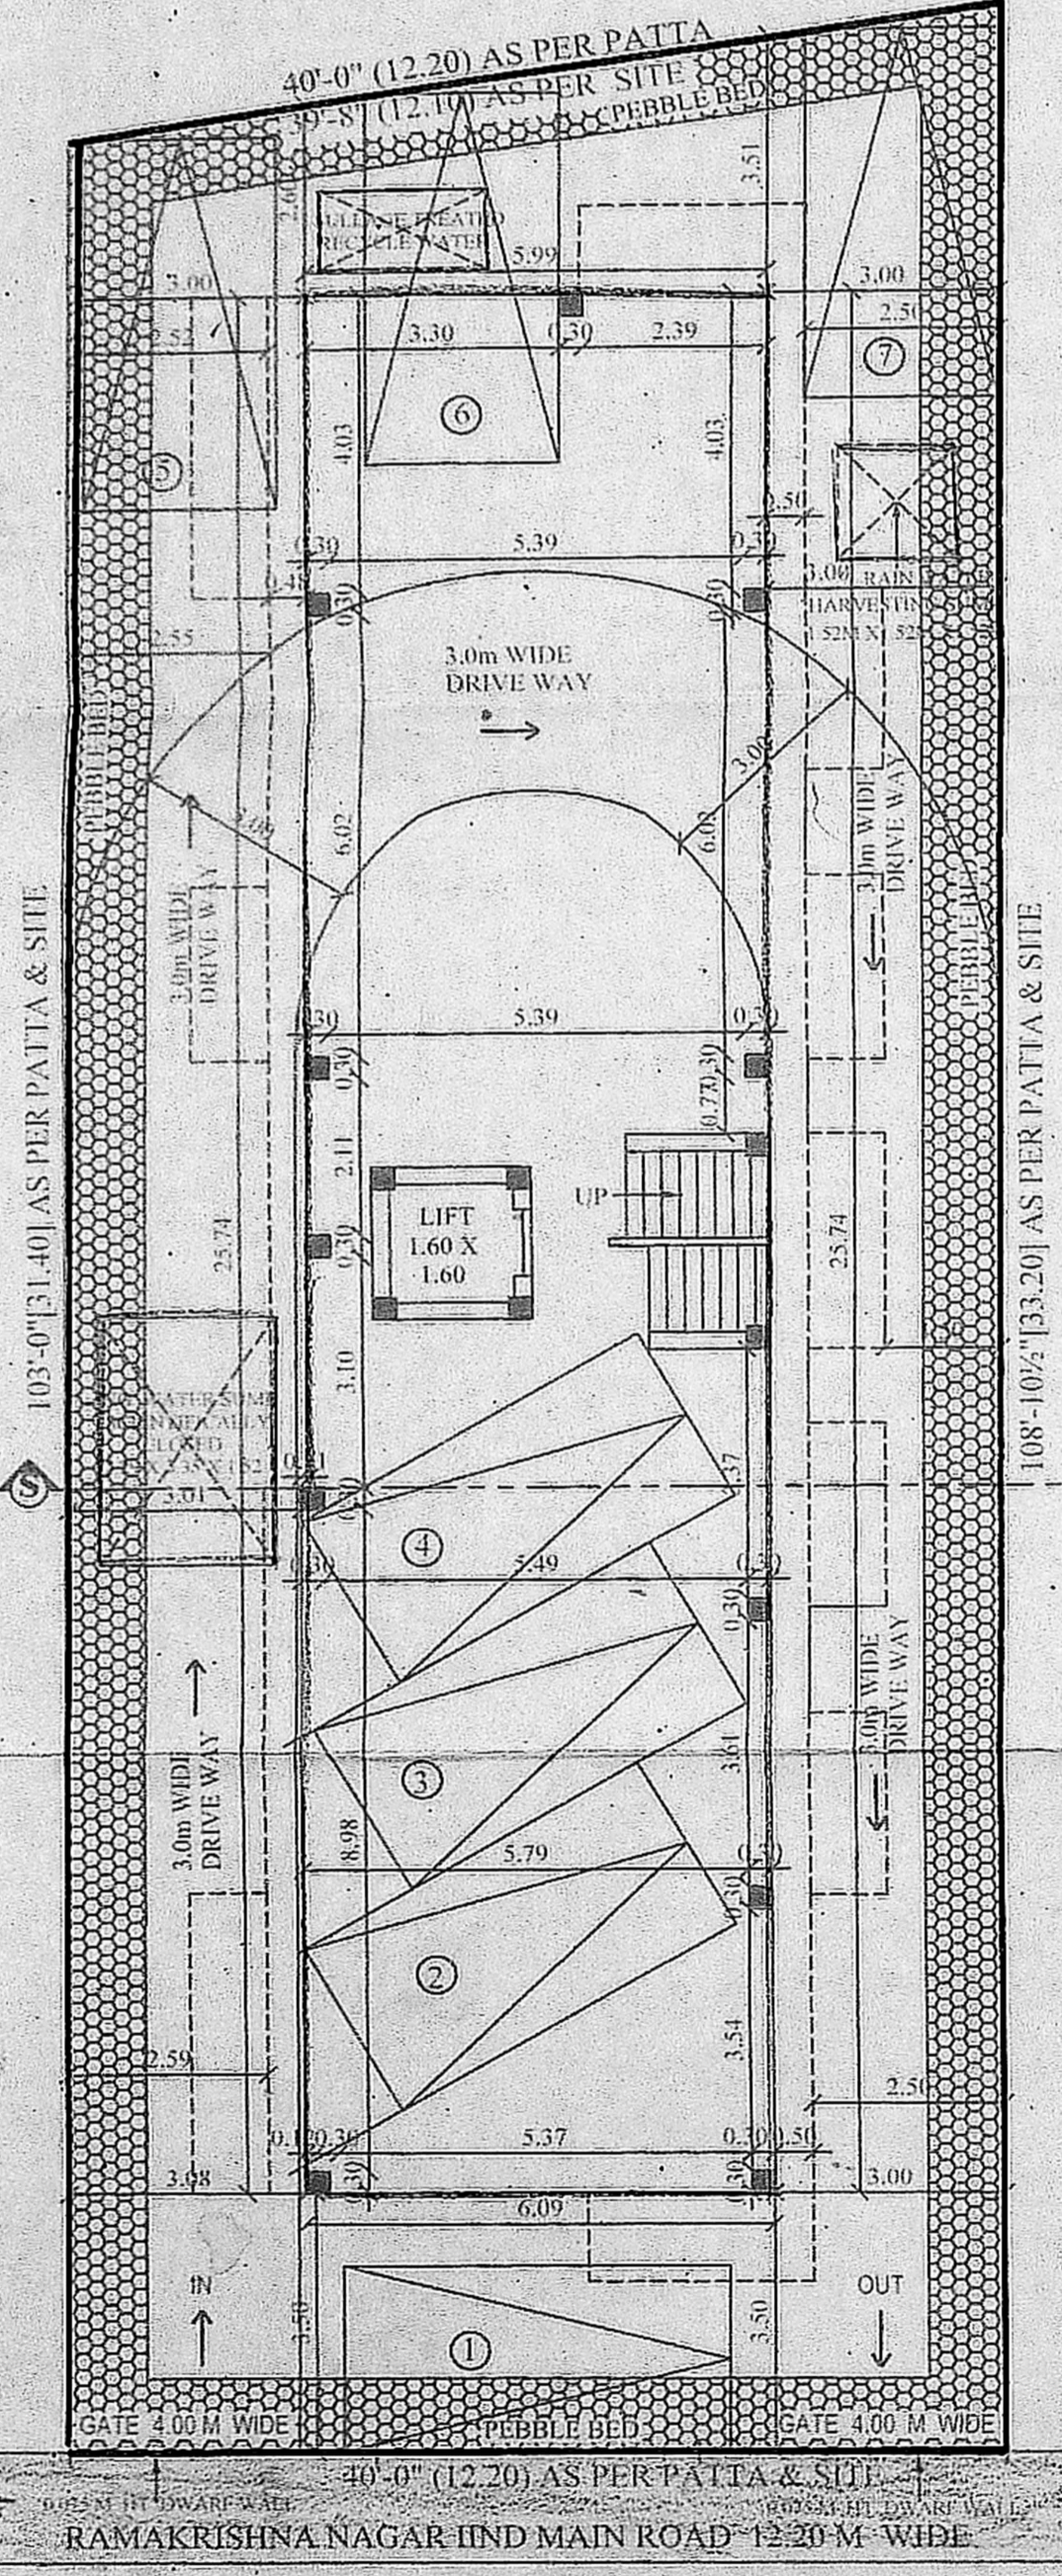 40'-0" (12.20) AS PER PATTA
39'-8" (12.10) AS PER SITE
PEBBLE BED
3.51
2.60
RECYCLE WATER
5.99
3.00
3.00
2.52
3.30
0.30
2.39
2.50
7
6
4.03
4.03
5
.50
0.30
5.39
0.30
0.48
0.30
0.30
3.00
RAIN
HARVESTING
2.55
3.0m WIDE
DRIVE WAY
PEBBLE BED
3.00
3.00
6.02
6.02
3.0m WIDE
DRIVE WAY
3.0m WIDE
DRIVE WAY
PEBBLE BED
103'-0"[31.40] AS PER PATTA & SITE
108'-10½"[33.20] AS PER PATTA & SITE
.30
5.39
0.30
0.30
0.30
0.77
2.11
UP
LIFT
1.60 X
1.60
0.30
25.74
25.74
3.10
CLOSED
3.01
S
4
0.30
5.49
0.30
0.30
3.0m WIDE
DRIVE WAY
3.0m WIDE
DRIVE WAY
3
3.61
8.98
5.79
0.30
0.30
2
3.54
2.59
2.50
5.37
0.30
0.50
3.08
3.00
6.09
IN
OUT
3.50
3.50
1
GATE 4.00 M WIDE
PEBBLE BED
GATE 4.00 M WIDE
40'-0" (12.20) AS PER PATTA & SITE
DWARF WALL
DWARF WALL
RAMAKRISHNA NAGAR IIND MAIN ROAD 12.20 M WIDE